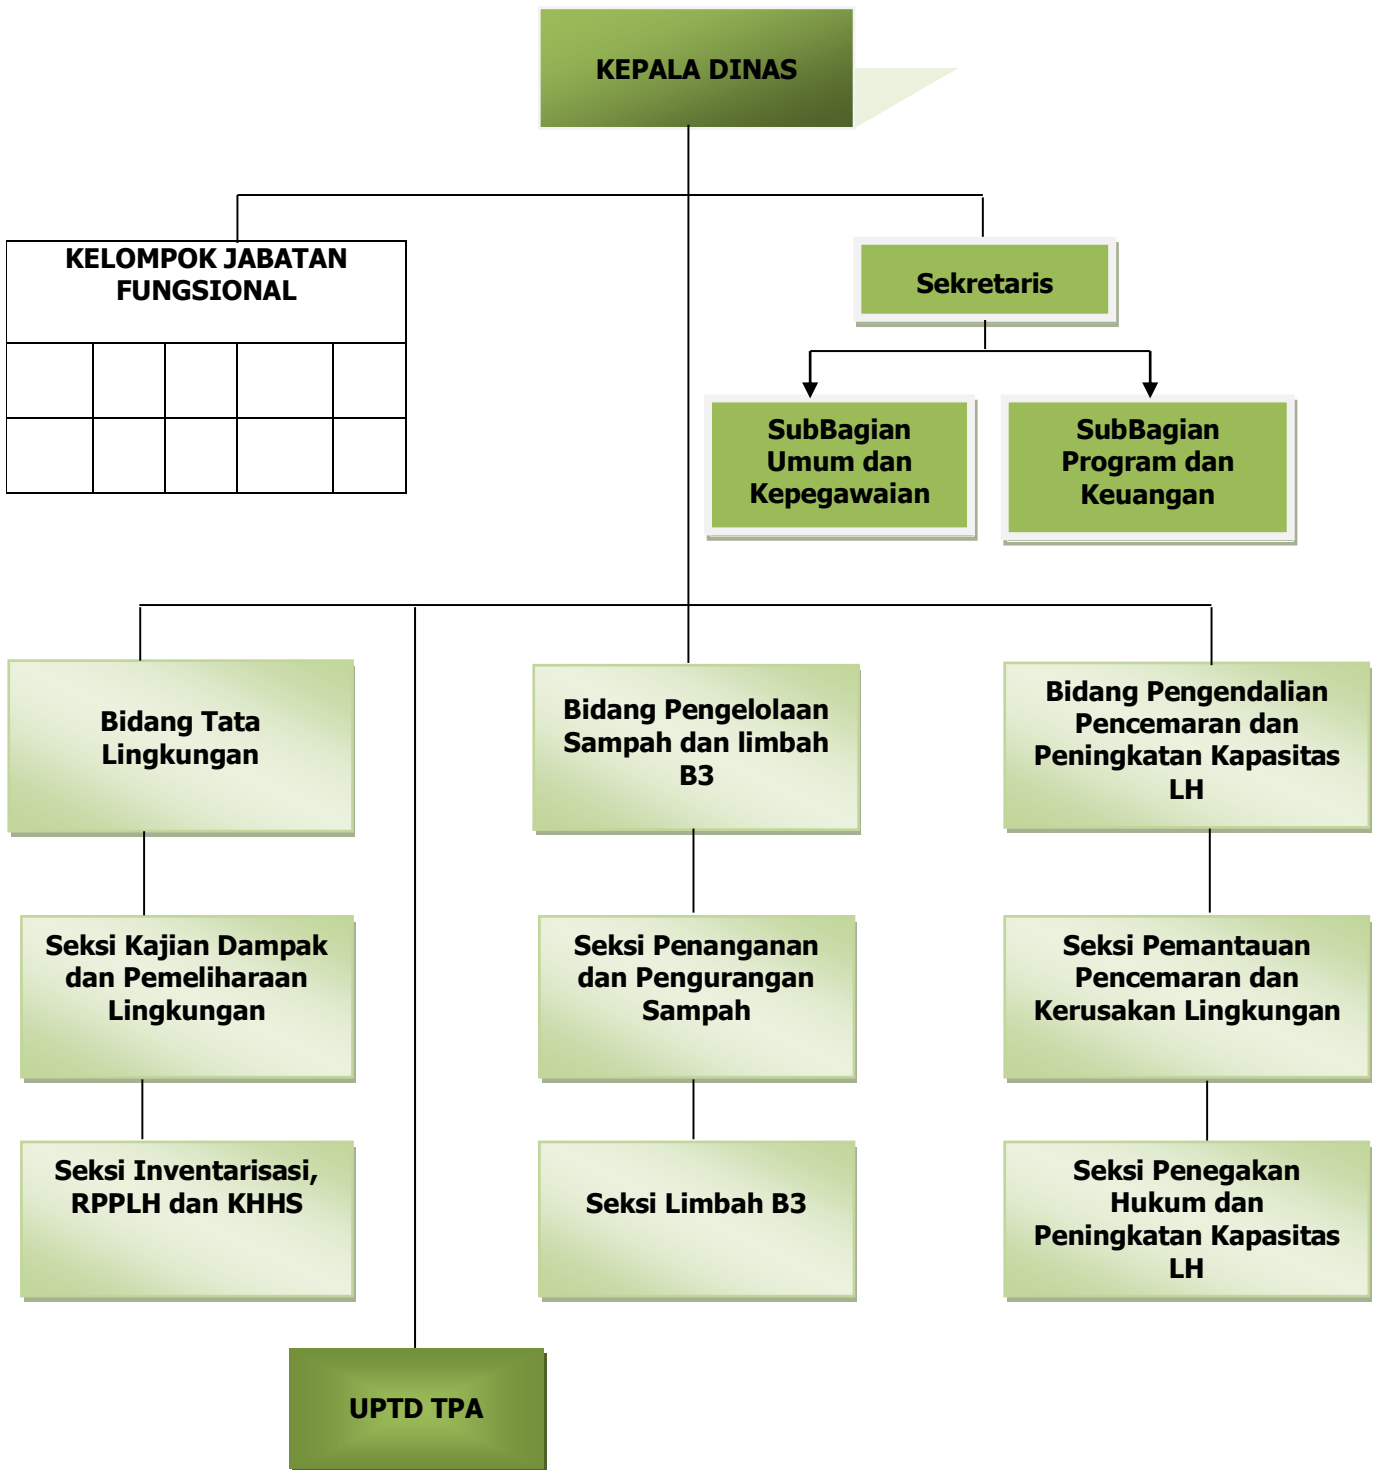 KEPALA DINAS
KELOMPOK JABATAN
FUNGSIONAL
Sekretaris
SubBagian
Umum dan
Kepegawaian
SubBagian
Program dan
Keuangan
Bidang Tata
Lingkungan
Bidang Pengelolaan
Sampah dan limbah
B3
Bidang Pengendalian
Pencemaran dan
Peningkatan Kapasitas
LH
Seksi Kajian Dampak
dan Pemeliharaan
Lingkungan
Seksi Penanganan
dan Pengurangan
Sampah
Seksi Pemantauan
Pencemaran dan
Kerusakan Lingkungan
Seksi Inventarisasi,
RPPLH dan KHHS
Seksi Limbah B3
Seksi Penegakan
Hukum dan
Peningkatan Kapasitas
LH
UPTD TPA